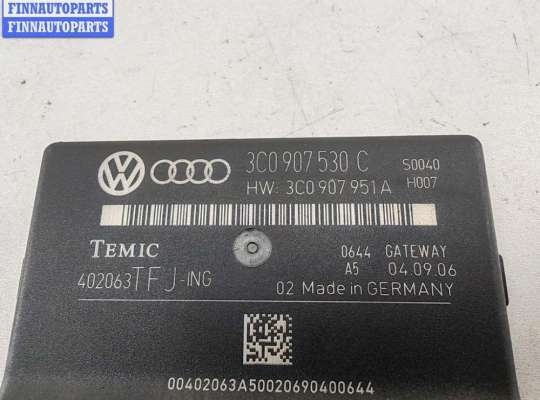 FINNAUTOPARTS
FINNAUTOPARTS
3C0 907 530 C S0040
HW: 3C0 907 951 A H007
TEMIC 0644 GATEWAY
A5 04.09.06
402063TFJ-ING 02 Made in GERMANY
00402063A50020690400644